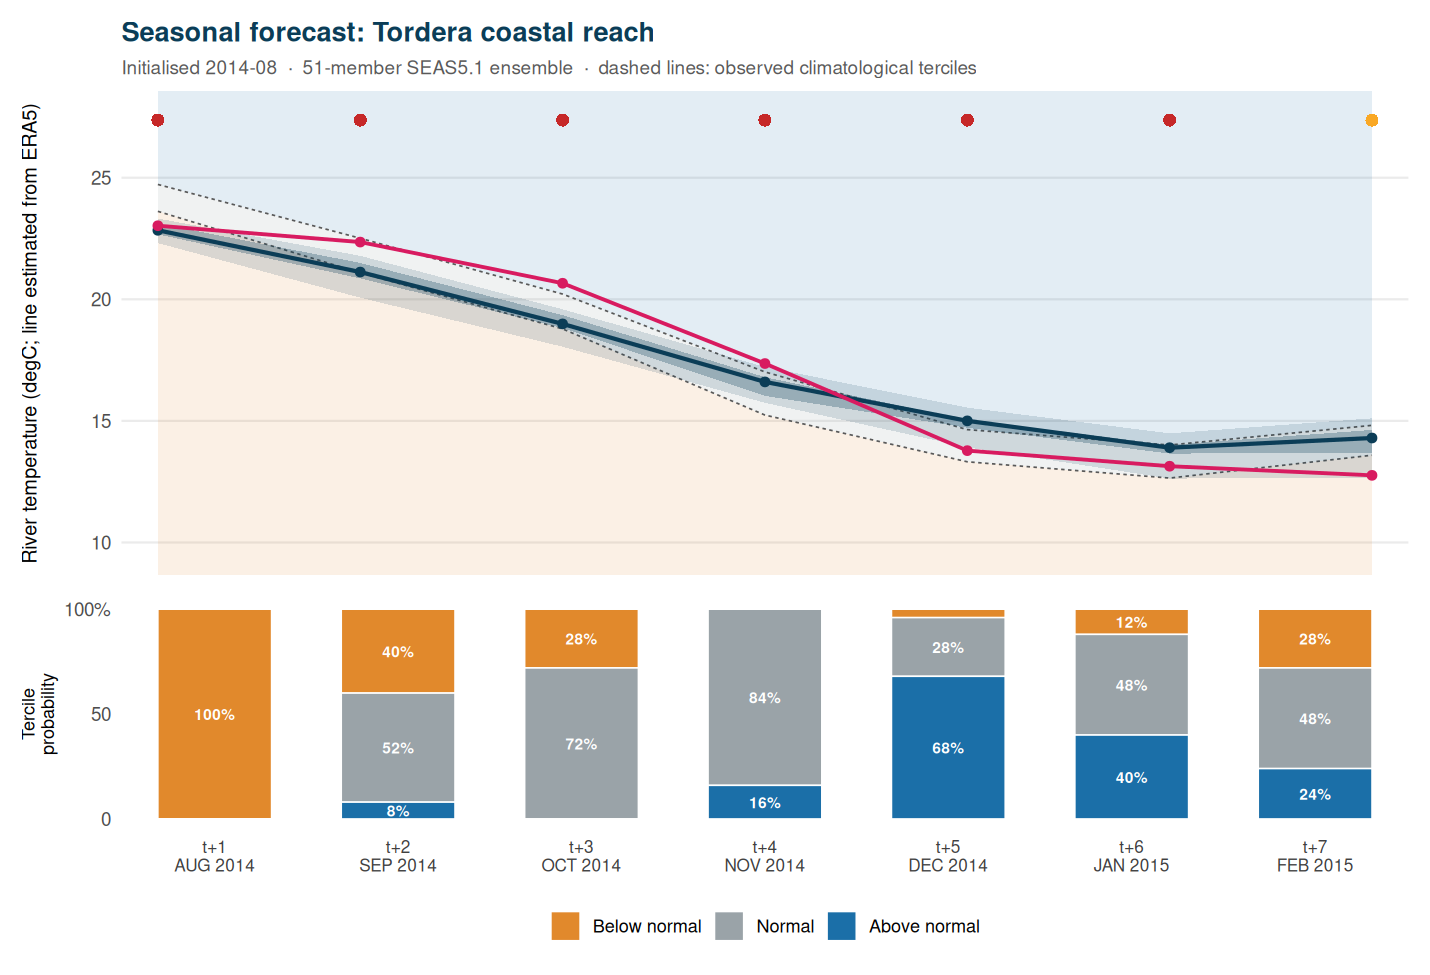 Seasonal forecast: Tordera coastal reach
Initialised 2014-08 · 51-member SEAS5.1 ensemble · dashed lines: observed climatological terciles
River temperature (degC; line estimated from ERA5)
25
20
15
10
Tercile
probability
100%
50
0
100%
40%
52%
8%
28%
72%
84%
16%
28%
68%
12%
48%
40%
28%
48%
24%
t+1
AUG 2014
t+2
SEP 2014
t+3
OCT 2014
t+4
NOV 2014
t+5
DEC 2014
t+6
JAN 2015
t+7
FEB 2015
Below normal
Normal
Above normal